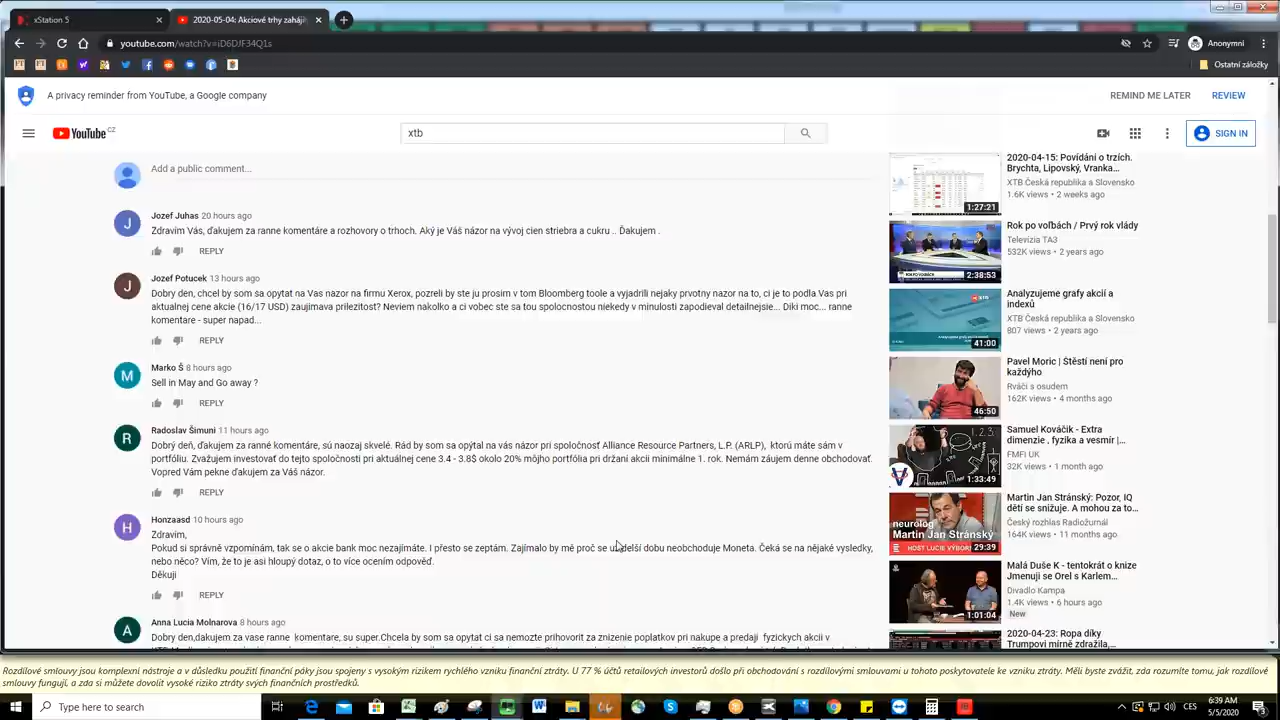 xStation 5
2020-05-04: Akciové trhy zaháji
youtube.com/watch?v=iD6DJF34Q1s
Anonymní
Ostatní záložky
A privacy reminder from YouTube, a Google company
REMIND ME LATER
REVIEW
YouTube CZ
xtb
SIGN IN
Add a public comment...
Jozef Juhas 20 hours ago
Zdravím Vás, ďakujem za ranne komentáre a rozhovory o trhoch. Aký je Váš názor na vývoj cien striebra a cukru .. Ďakujem .
REPLY
Jozef Potucek 13 hours ago
Dobry den, chcel by som sa opytat na Vas nazor na firmu Xerox, pozreli by ste ju prosim v tom Bloomberg toole a vyjadrili nejaky prvotny nazor na to, ci je to podla Vas pri
aktualnej cene akcie (16/17 USD) zaujimava prilezitost? Neviem nakolko a ci vobec ste sa tou spolocnostou niekedy v minulosti zapodieval detailnejsie... Diki moc... ranne
komentare - super napad...
REPLY
Marko Š 8 hours ago
Sell in May and Go away ?
REPLY
Radoslav Šimuni 11 hours ago
Dobrý deň, ďakujem za ranné komentáre, sú naozaj skvelé. Rád by som sa opýtal na vás názor pri spoločnosť Alliance Resource Partners, L.P. (ARLP), ktorú máte sám v
portfóliu. Zvažujem investovať do tejto spoločnosti pri aktuálnej cene 3.4 - 3.8$ okolo 20% môjho portfólia pri držaní akcii minimálne 1. rok. Nemám záujem denne obchodovať.
Vopred Vám pekne ďakujem za Váš názor.
REPLY
Honzaasd 10 hours ago
Zdravím,
Pokud si správně vzpomínám, tak se o akcie bank moc nezajímáte. I přesto se zeptám. Zajímalo by mě proč se už delší dobu neobchoduje Moneta. Čeká se na nějaké výsledky,
nebo něco? Vím, že to je asi hloupý dotaz, o to více ocením odpověď.
Děkuji
REPLY
Anna Lucia Molnarova 8 hours ago
Dobry den,dakujem za vase ranne komentare, su super.Chcela by som sa opytat ci sa nemozte prihovorit za znizenie poplatkov pri nakupe a predaji fyzickych akcii v
2020-04-15: Povídání o trzích.
Brychta, Lipovský, Vranka...
XTB Česká republika a Slovensko
1.6K views • 2 weeks ago
1:27:21
Rok po voľbách / Prvý rok vlády
Televízia TA3
532K views • 2 years ago
2:38:53
Analyzujeme grafy akcií a
indexů
XTB Česká republika a Slovensko
807 views • 2 years ago
41:00
Pavel Moric | Štěstí není pro
každýho
Rváči s osudem
162K views • 4 months ago
46:50
Samuel Kováčik - Extra
dimenzie , fyzika a vesmír |...
FMFI UK
32K views • 1 month ago
1:33:49
Martin Jan Stránský: Pozor, IQ
dětí se snižuje. A mohou za to...
Český rozhlas Radiožurnál
164K views • 11 months ago
neurolog
Martin Jan Stránský
HOST LUCIE VÝBORNÉ
29:39
Malá Duše K - tentokrát o knize
Jmenuji se Orel s Karlem...
Divadlo Kampa
1.4K views • 6 hours ago
New
1:01:04
2020-04-23: Ropa díky
Trumpovi mírně zdražila,...
Rozdílové smlouvy jsou komplexní nástroje a v důsledku použití finanční páky jsou spojeny s vysokým rizikem rychlého vzniku finanční ztráty. U 77 % účtů retailových investorů došlo při obchodování s rozdílovými smlouvami u tohoto poskytovatele ke vzniku ztráty. Měli byste zvážit, zda rozumíte tomu, jak rozdílové
smlouvy fungují, a zda si můžete dovolit vysoké riziko ztráty svých finančních prostředků.
Type here to search
CES
6:39 AM
5/5/2020